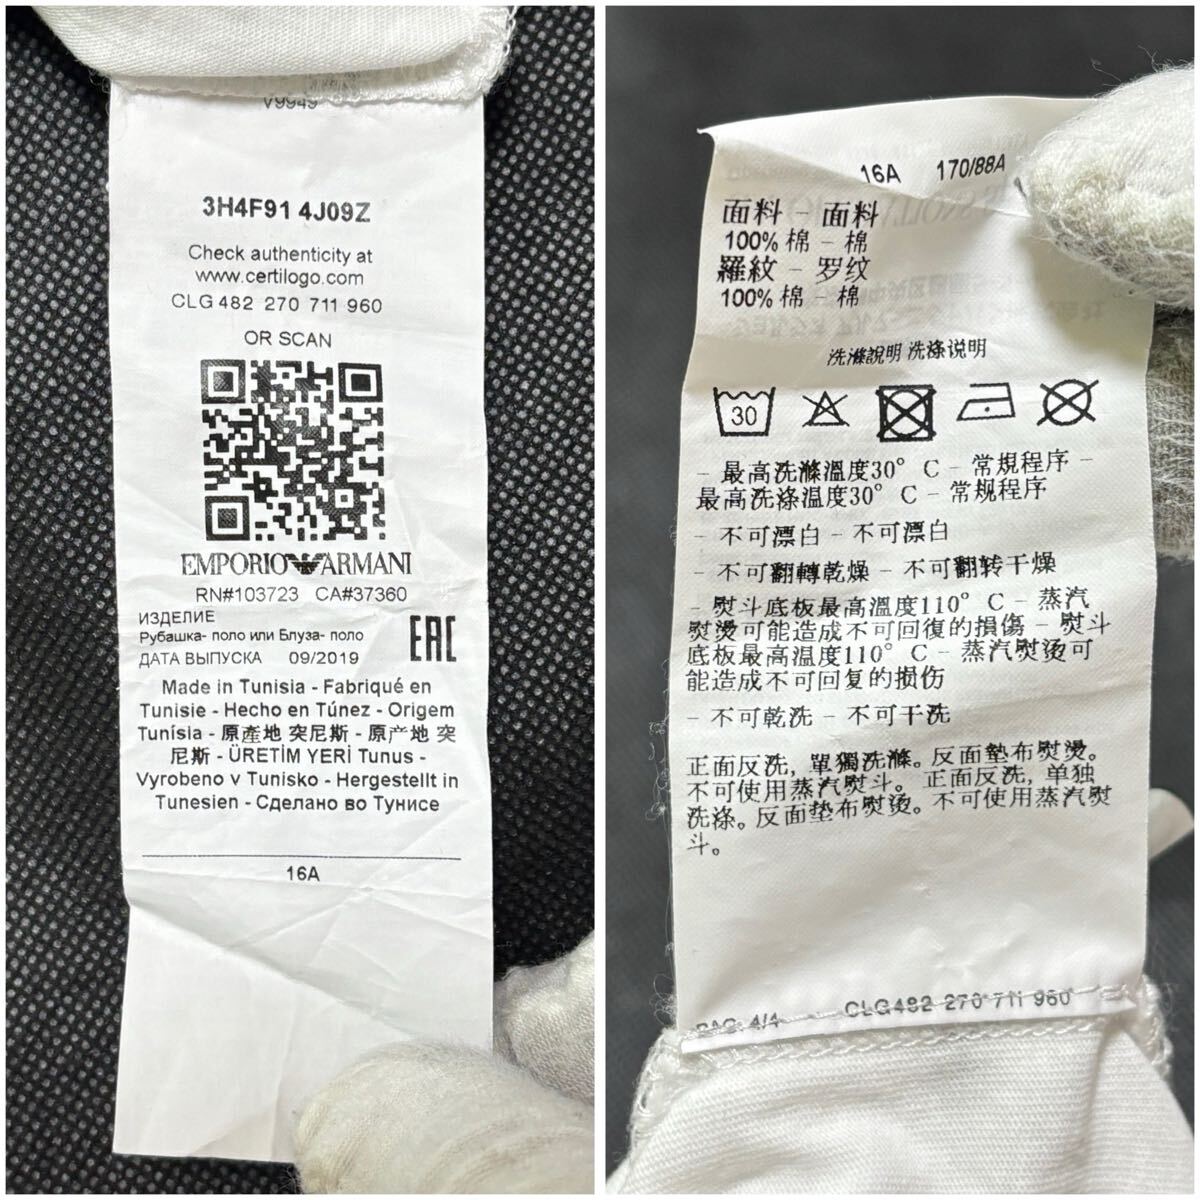 V9949
3H4F91 4J09Z
Check authenticity at
www.certilogo.com
CLG 482 270 711 960
OR SCAN
EMPORIO ARMANI
RN#103723 CA#37360
ИЗДЕЛИЕ
Рубашка- поло или Блуза- поло
ДАТА ВЫПУСКА 09/2019
EAC
Made in Tunisia - Fabriqué en
Tunisie - Hecho en Túnez - Origem
Tunísia - 原產地 突尼斯 - 原产地 突
尼斯 - ÜRETİM YERİ Tunus -
Vyrobeno v Tunisko - Hergestellt in
Tunesien - Сделано во Тунисе
16A
16A 170/88A
面料 - 面料
100% 棉 - 棉
羅紋 - 罗纹
100% 棉 - 棉
洗滌說明 洗涤说明
30
- 最高洗滌溫度30° C - 常規程序 -
最高洗涤温度30° C - 常规程序
- 不可漂白 - 不可漂白
- 不可翻轉乾燥 - 不可翻转干燥
- 熨斗底板最高溫度110° C - 蒸汽
熨燙可能造成不可回復的損傷 - 熨斗
底板最高温度110° C - 蒸汽熨烫可
能造成不可回复的损伤
- 不可乾洗 - 不可干洗
正面反洗, 單獨洗滌。反面墊布熨燙。
不可使用蒸汽熨斗。 正面反洗, 单独
洗涤。反面垫布熨烫。不可使用蒸汽熨
斗。
PAG. 4/4 CLG482 270 711 960